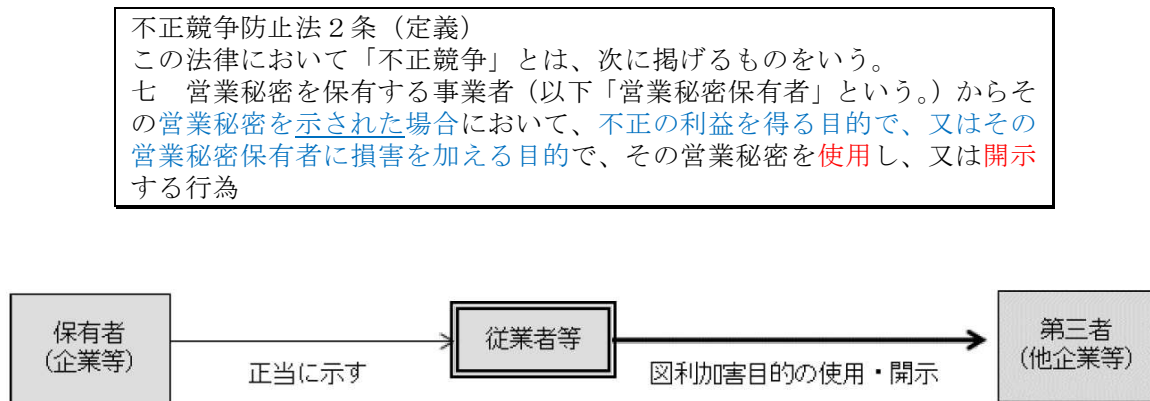 不正競争防止法２条（定義）
この法律において「不正競争」とは、次に掲げるものをいう。
七　営業秘密を保有する事業者（以下「営業秘密保有者」という。）からそ
の営業秘密を示された場合において、不正の利益を得る目的で、又はその
営業秘密保有者に損害を加える目的で、その営業秘密を使用し、又は開示
する行為
保有者
(企業等)
正当に示す
従業者等
図利加害目的の使用・開示
第三者
(他企業等)